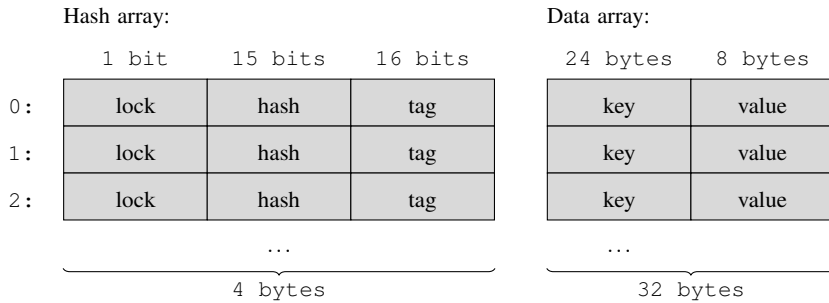 Hash array: Data array:
1 bit 15 bits 16 bits 24 bytes 8 bytes
0: lock hash tag key value
1: lock hash tag key value
2: lock hash tag key value
... ...
4 bytes 32 bytes